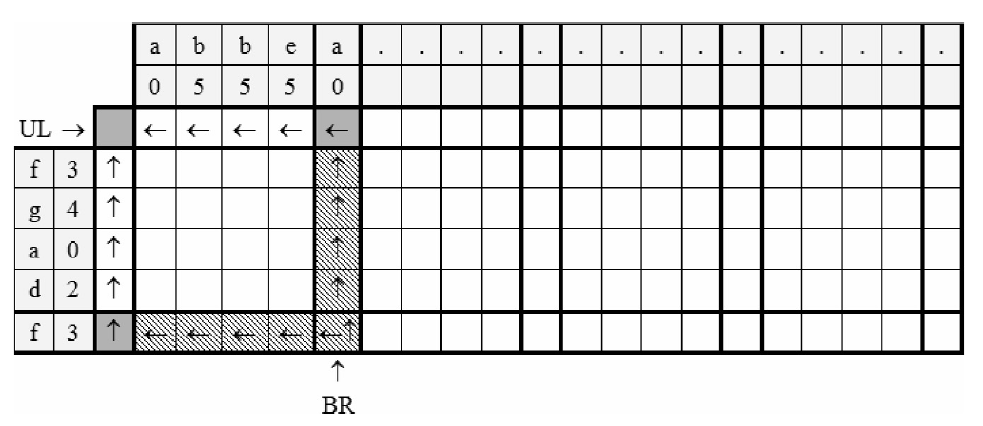 a b b e a . . . . . . . . . . . . . .
0 5 5 5 0
UL → ← ← ← ← ←
f 3 ↑ ↑
g 4 ↑ ↑
a 0 ↑ ↑
d 2 ↑ ↑
f 3 ↑ ← ← ← ← ←↑
↑
BR